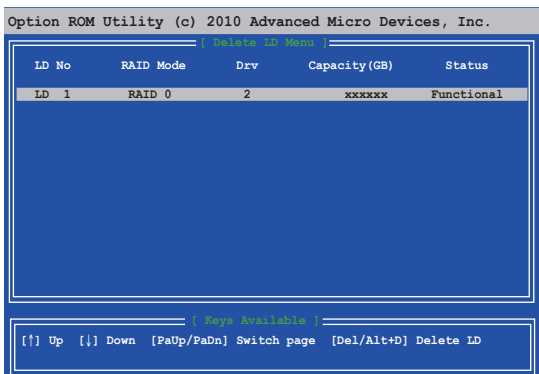 Option ROM Utility (c) 2010 Advanced Micro Devices, Inc.
[ Delete LD Menu ]
LD No RAID Mode Drv Capacity(GB) Status
LD 1 RAID 0 2 xxxxxx Functional
[ Keys Available ]
[↑] Up [↓] Down [PaUp/PaDn] Switch page [Del/Alt+D] Delete LD